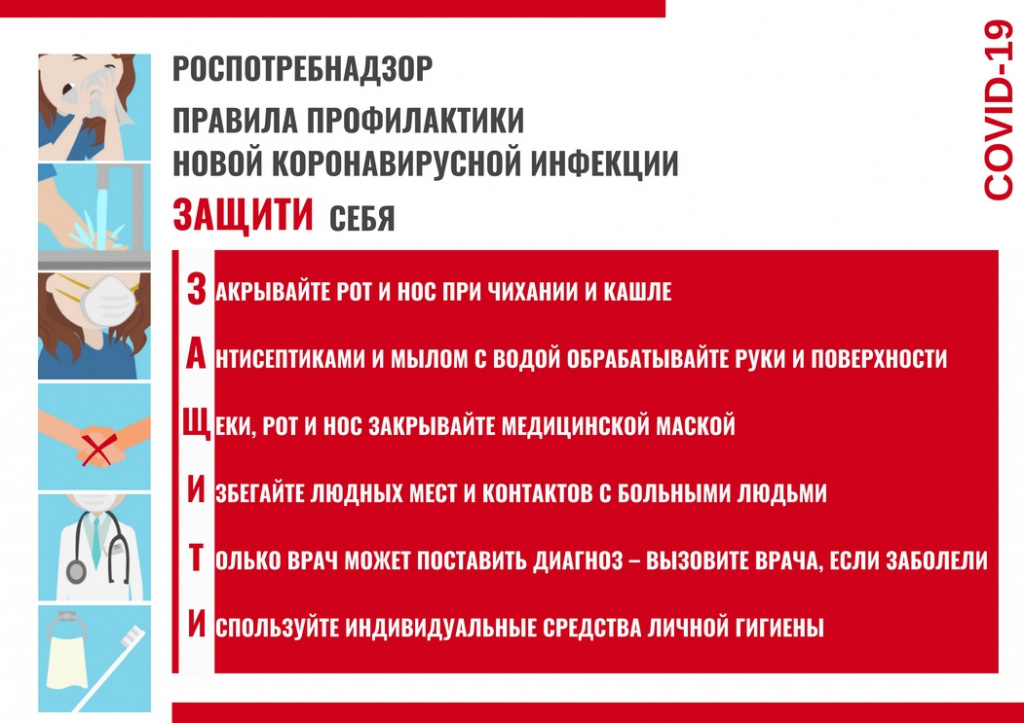 РОСПОТРЕБНАДЗОР
ПРАВИЛА ПРОФИЛАКТИКИ
НОВОЙ КОРОНАВИРУСНОЙ ИНФЕКЦИИ
ЗАЩИТИ СЕБЯ
ЗАКРЫВАЙТЕ РОТ И НОС ПРИ ЧИХАНИИ И КАШЛЕ
АНТИСЕПТИКАМИ И МЫЛОМ С ВОДОЙ ОБРАБАТЫВАЙТЕ РУКИ И ПОВЕРХНОСТИ
ЩЕКИ, РОТ И НОС ЗАКРЫВАЙТЕ МЕДИЦИНСКОЙ МАСКОЙ
ИЗБЕГАЙТЕ ЛЮДНЫХ МЕСТ И КОНТАКТОВ С БОЛЬНЫМИ ЛЮДЬМИ
ТОЛЬКО ВРАЧ МОЖЕТ ПОСТАВИТЬ ДИАГНОЗ – ВЫЗОВИТЕ ВРАЧА, ЕСЛИ ЗАБОЛЕЛИ
ИСПОЛЬЗУЙТЕ ИНДИВИДУАЛЬНЫЕ СРЕДСТВА ЛИЧНОЙ ГИГИЕНЫ
COVID-19